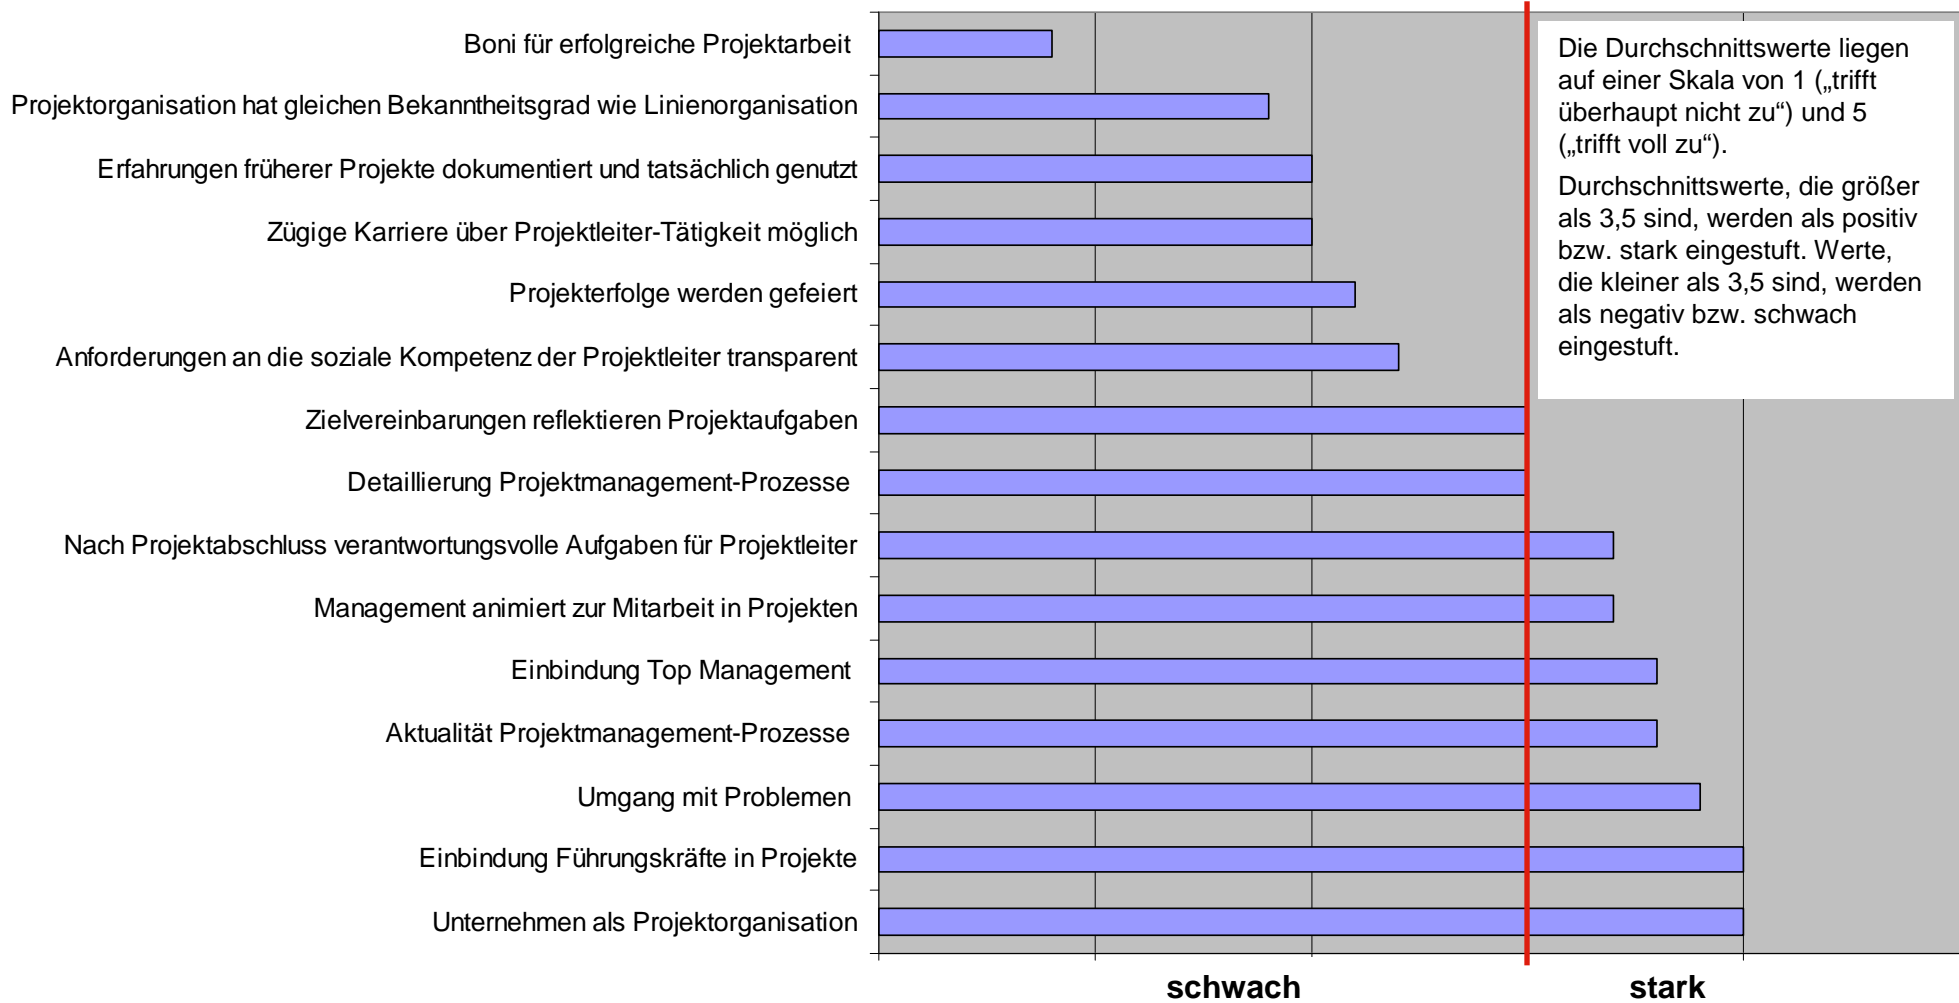 Boni für erfolgreiche Projektarbeit
Projektorganisation hat gleichen Bekanntheitsgrad wie Linienorganisation
Erfahrungen früherer Projekte dokumentiert und tatsächlich genutzt
Zügige Karriere über Projektleiter-Tätigkeit möglich
Projekterfolge werden gefeiert
Anforderungen an die soziale Kompetenz der Projektleiter transparent
Zielvereinbarungen reflektieren Projektaufgaben
Detaillierung Projektmanagement-Prozesse
Nach Projektabschluss verantwortungsvolle Aufgaben für Projektleiter
Management animiert zur Mitarbeit in Projekten
Einbindung Top Management
Aktualität Projektmanagement-Prozesse
Umgang mit Problemen
Einbindung Führungskräfte in Projekte
Unternehmen als Projektorganisation
Die Durchschnittswerte liegen
auf einer Skala von 1 („trifft
überhaupt nicht zu“) und 5
(„trifft voll zu“).
Durchschnittswerte, die größer
als 3,5 sind, werden als positiv
bzw. stark eingestuft. Werte,
die kleiner als 3,5 sind, werden
als negativ bzw. schwach
eingestuft.
schwach
stark